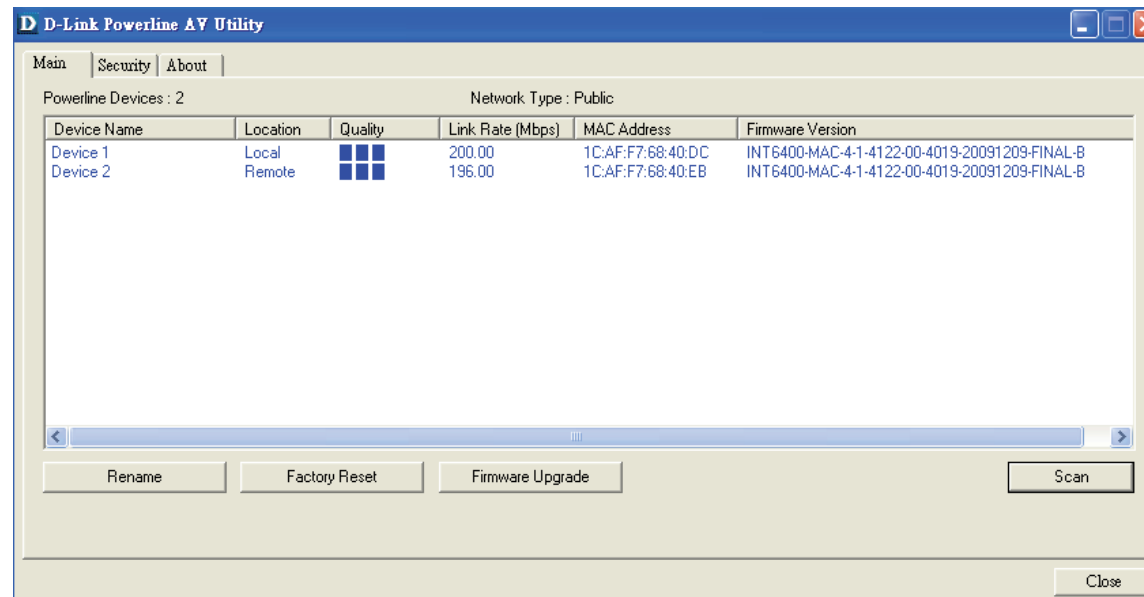 D D-Link Powerline AV Utility
Main Security About
Powerline Devices : 2 Network Type : Public
Device Name Location Quality Link Rate (Mbps) MAC Address Firmware Version
Device 1 Local 200.00 1C:AF:F7:68:40:DC INT6400-MAC-4-1-4122-00-4019-20091209-FINAL-B
Device 2 Remote 196.00 1C:AF:F7:68:40:EB INT6400-MAC-4-1-4122-00-4019-20091209-FINAL-B
Rename Factory Reset Firmware Upgrade Scan
Close